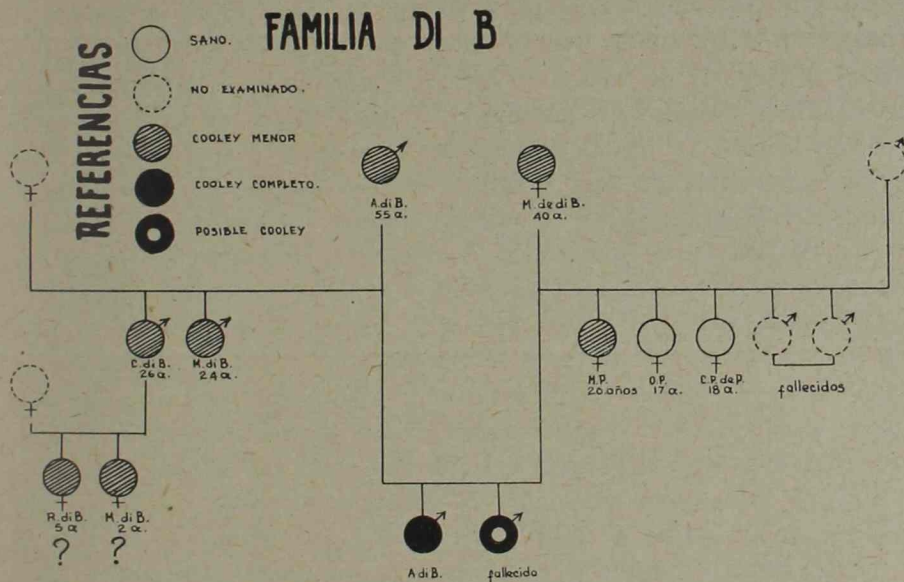 FAMILIA DI B
REFERENCIAS
SANO.
NO EXAMINADO.
COOLEY MENOR
COOLEY COMPLETO.
POSIBLE COOLEY
A.di B.
55 a.
M. de di B.
40 a.
C. di B.
26 a.
M. di B.
24 a.
M.P.
20 años
O.P.
17 a.
C.P. de P.
18 a.
fallecidos
R. di B.
5 a
?
M. di B.
2 a.
?
A di B.
fallecido